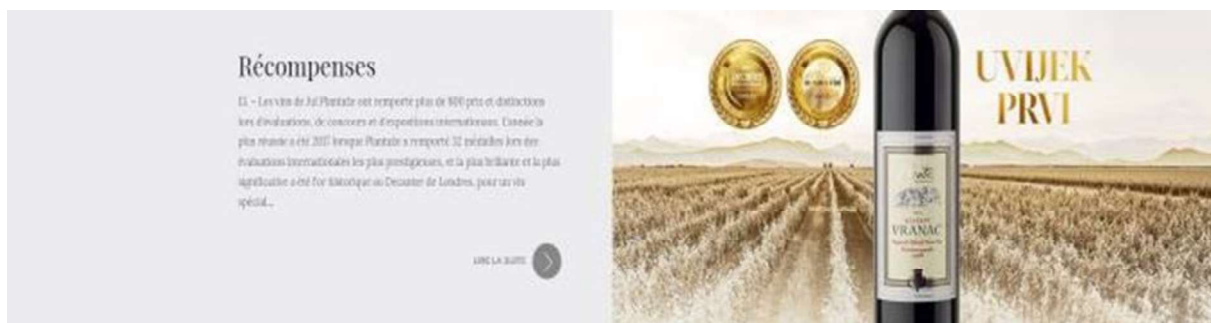 Récompenses
13. – Les vins de Jul Plantaže ont remporté plus de 800 prix et distinctions
lors d'évaluations, de concours et d'expositions internationaux. L'année la
plus réussie a été 2017 lorsque Plantaže a remporté 32 médailles lors des
évaluations internationales les plus prestigieuses, et la plus brillante et la plus
significative a été l'or historique au Decanter de Londres, pour un vin
spécial...
LIRE LA SUITE
UVIJEK
PRVI
VRANAC